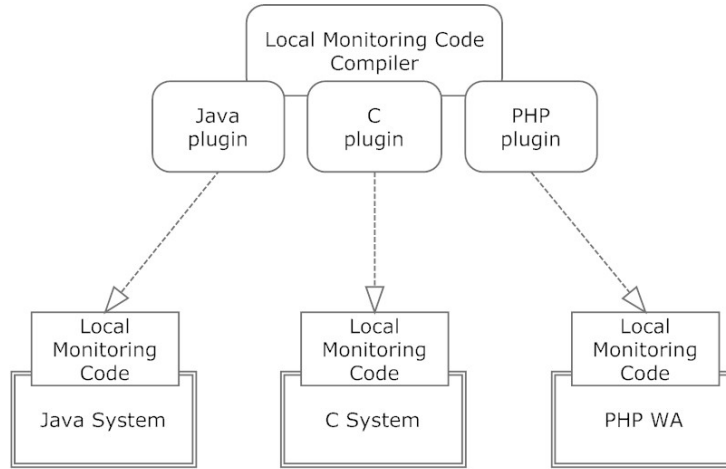 Local Monitoring Code
Compiler
Java
plugin
C
plugin
PHP
plugin
Local
Monitoring
Code
Java System
Local
Monitoring
Code
C System
Local
Monitoring
Code
PHP WA